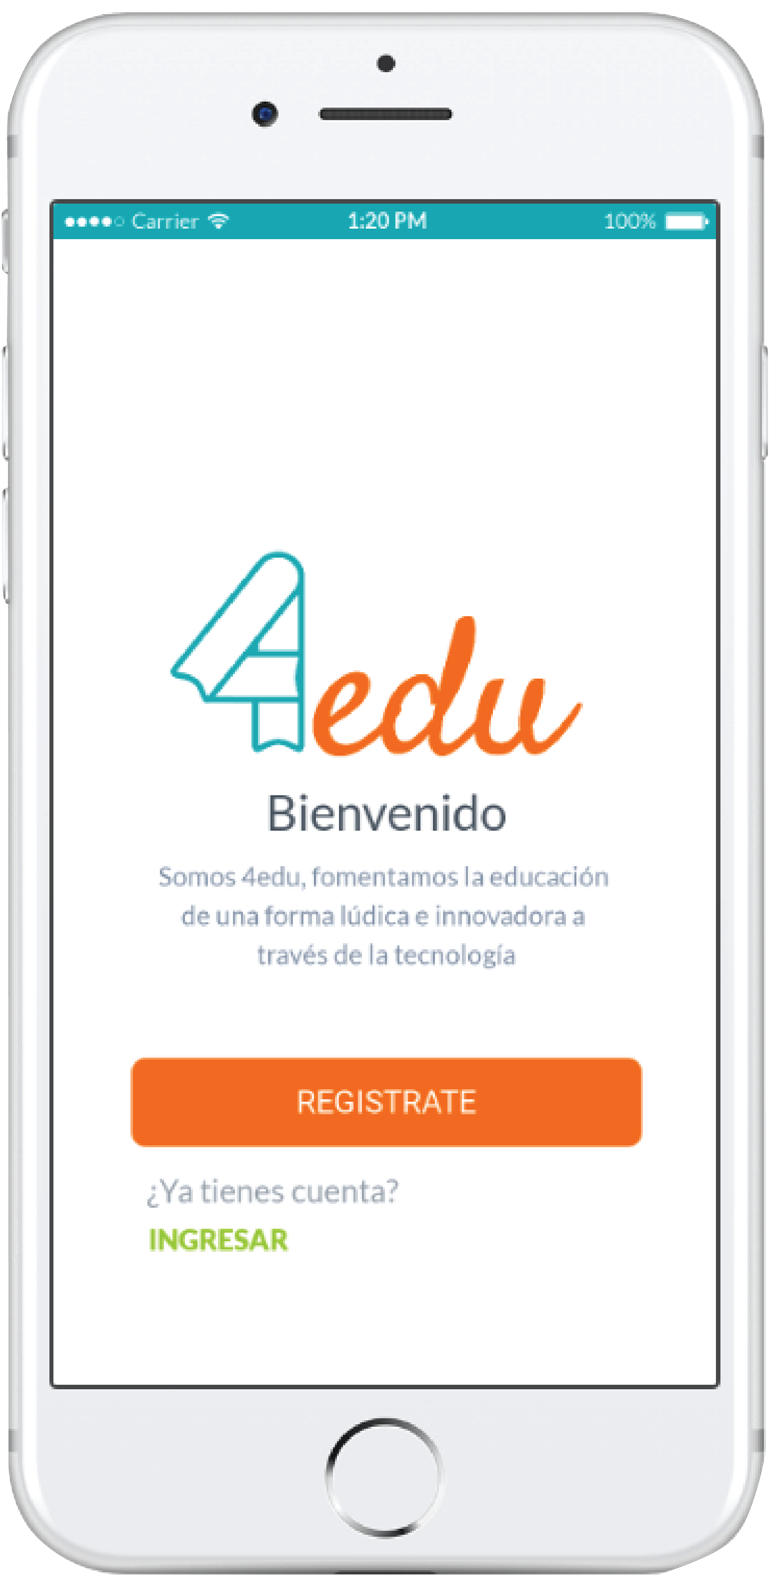 Carrier 1:20 PM 100%
4edu
Bienvenido
Somos 4edu, fomentamos la educación
de una forma lúdica e innovadora a
través de la tecnología
REGISTRATE
¿Ya tienes cuenta?
INGRESAR